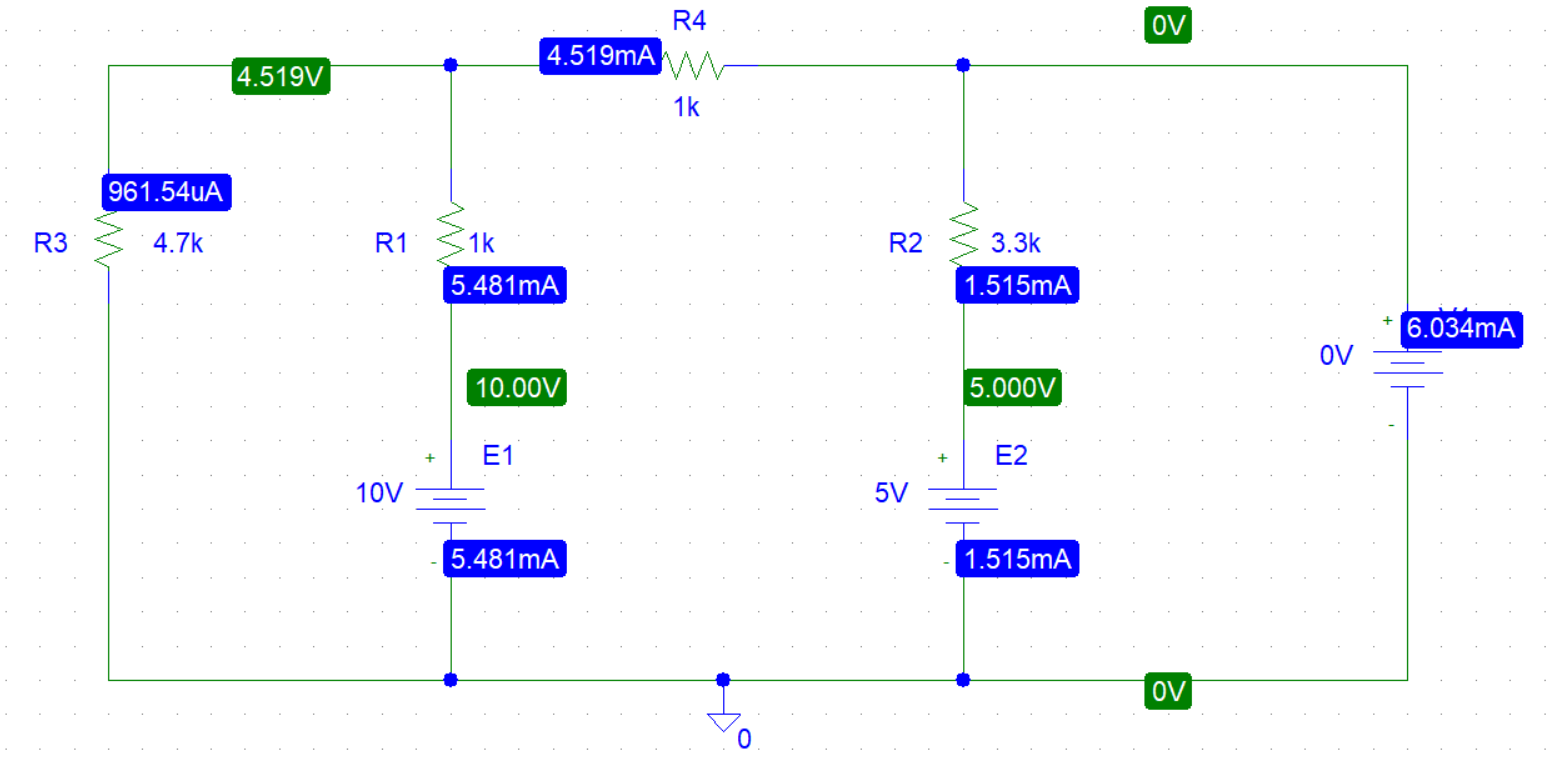 R4
0V
4.519V
4.519mA
1k
961.54uA
R3
4.7k
R1
1k
R2
3.3k
5.481mA
1.515mA
+
6.034mA
0V
10.00V
5.000V
-
+
E1
+
E2
10V
5V
-
5.481mA
-
1.515mA
0V
0